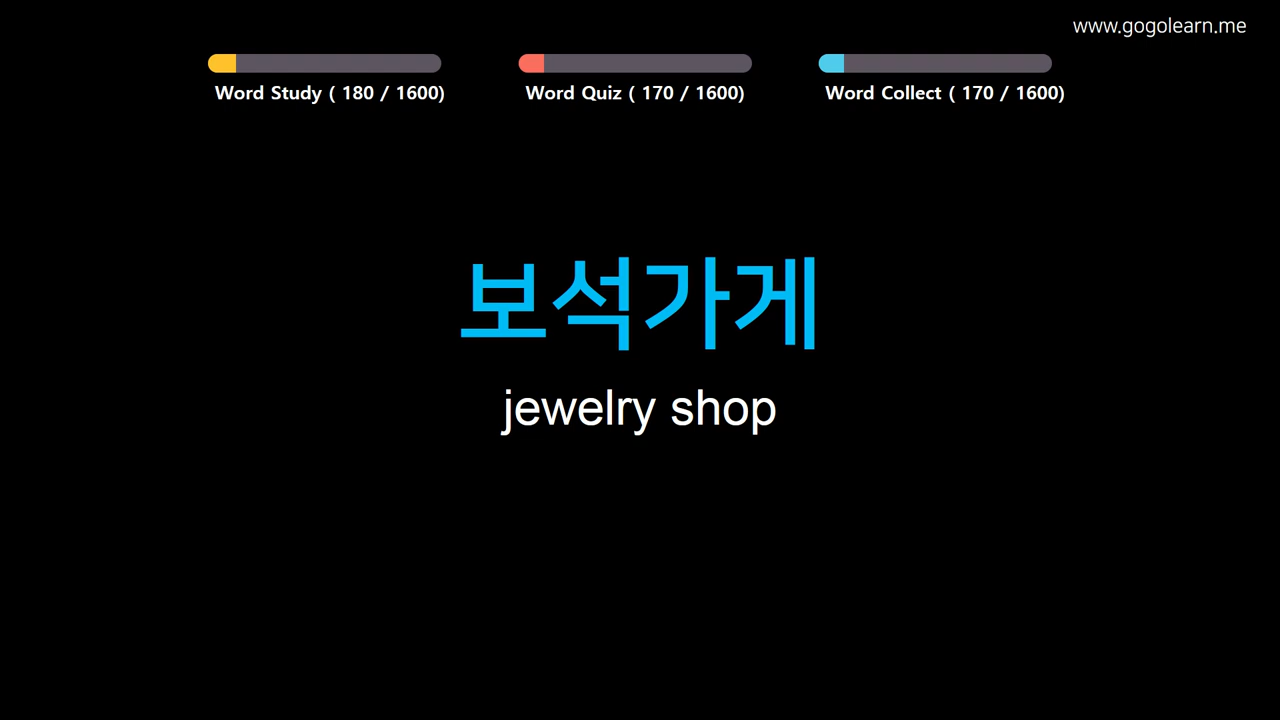 www.gogolearn.me
Word Study ( 180 / 1600)
Word Quiz ( 170 / 1600)
Word Collect ( 170 / 1600)
보석가게
jewelry shop